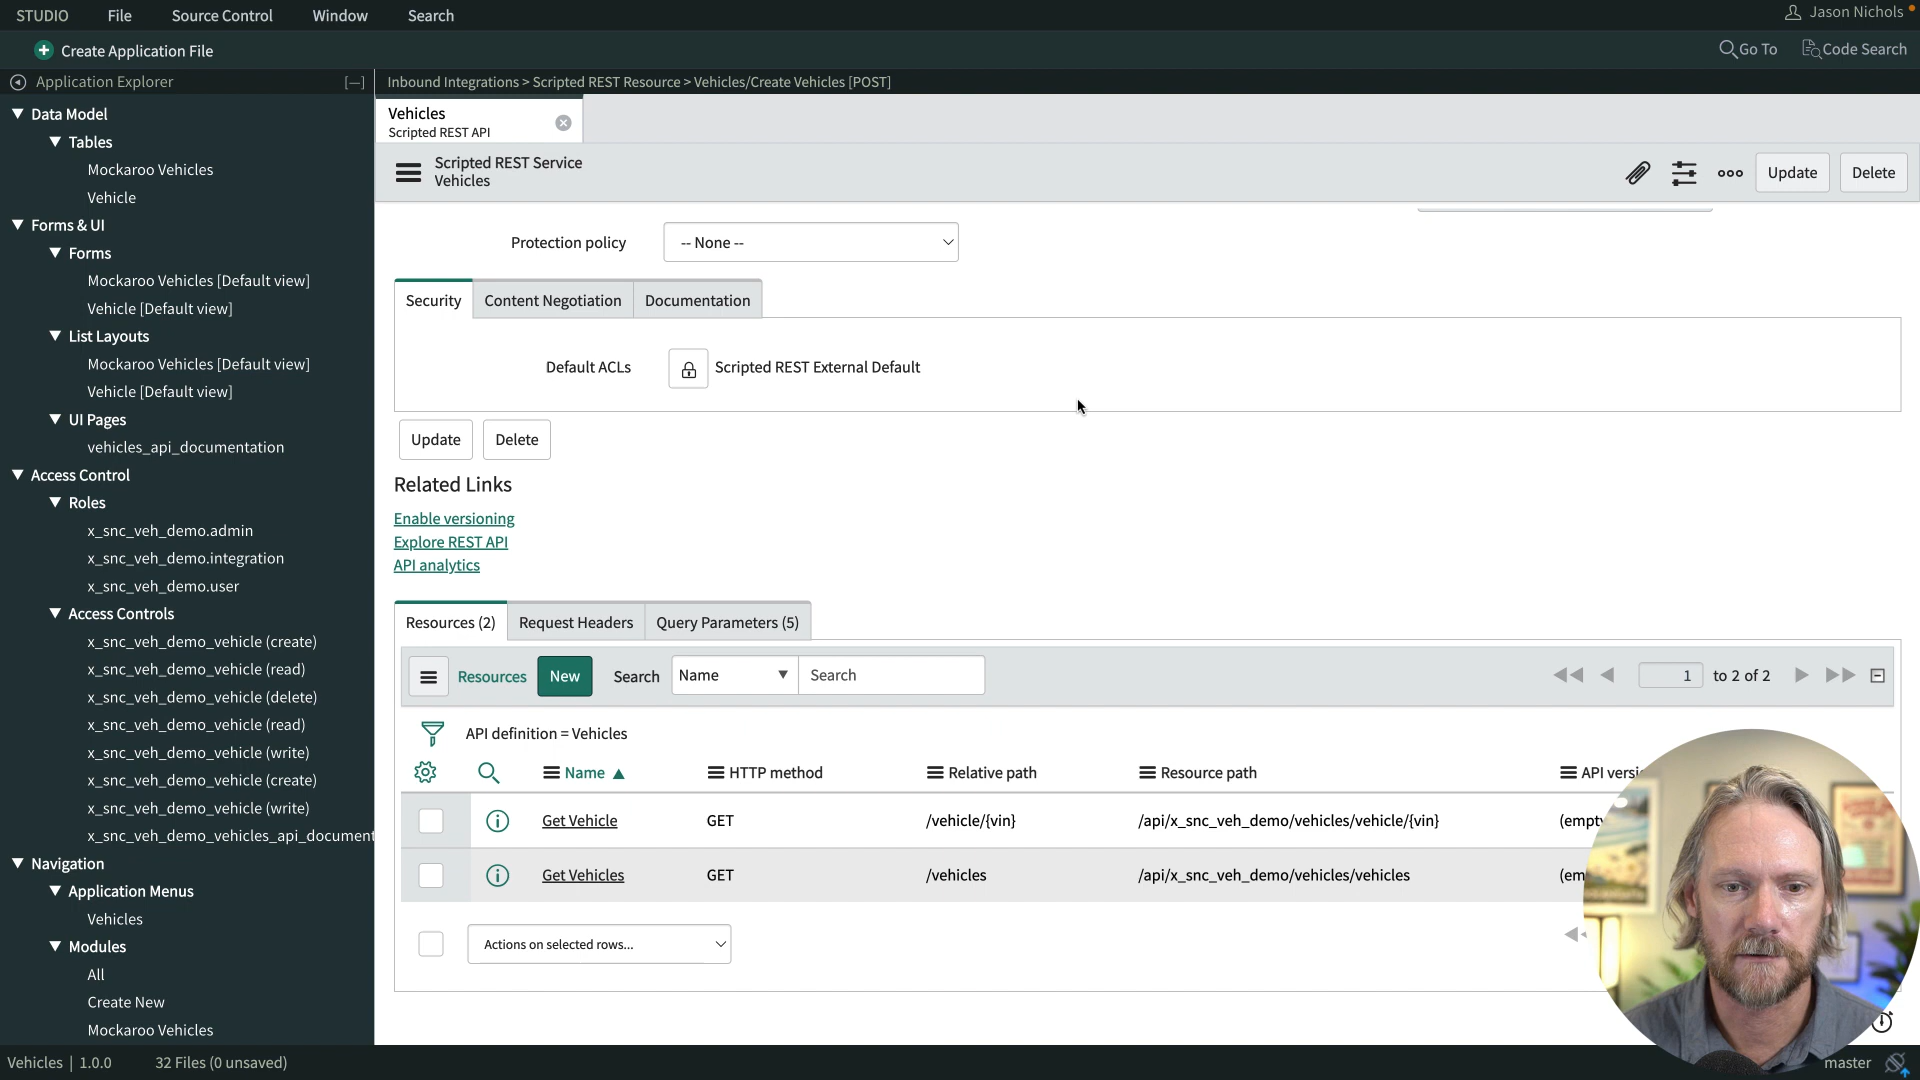 STUDIO File Source Control Window Search Jason Nichols
Create Application File Go To Code Search
Application Explorer [—] Inbound Integrations > Scripted REST Resource > Vehicles/Create Vehicles [POST]
Data Model
Tables
Mockaroo Vehicles
Vehicle
Forms & UI
Forms
Mockaroo Vehicles [Default view]
Vehicle [Default view]
List Layouts
Mockaroo Vehicles [Default view]
Vehicle [Default view]
UI Pages
vehicles_api_documentation
Access Control
Roles
x_snc_veh_demo.admin
x_snc_veh_demo.integration
x_snc_veh_demo.user
Access Controls
x_snc_veh_demo_vehicle (create)
x_snc_veh_demo_vehicle (read)
x_snc_veh_demo_vehicle (delete)
x_snc_veh_demo_vehicle (read)
x_snc_veh_demo_vehicle (write)
x_snc_veh_demo_vehicle (create)
x_snc_veh_demo_vehicle (write)
x_snc_veh_demo_vehicles_api_document
Navigation
Application Menus
Vehicles
Modules
All
Create New
Mockaroo Vehicles
Vehicles
Scripted REST API
Scripted REST Service
Vehicles
Update Delete
Protection policy -- None --
Security Content Negotiation Documentation
Default ACLs Scripted REST External Default
Update Delete
Related Links
Enable versioning
Explore REST API
API analytics
Resources (2) Request Headers Query Parameters (5)
Resources New Search Name Search 1 to 2 of 2
API definition = Vehicles
Name HTTP method Relative path Resource path API versi
Get Vehicle GET /vehicle/{vin} /api/x_snc_veh_demo/vehicles/vehicle/{vin} (empty
Get Vehicles GET /vehicles /api/x_snc_veh_demo/vehicles/vehicles (em
Actions on selected rows...
Vehicles | 1.0.0 32 Files (0 unsaved) master